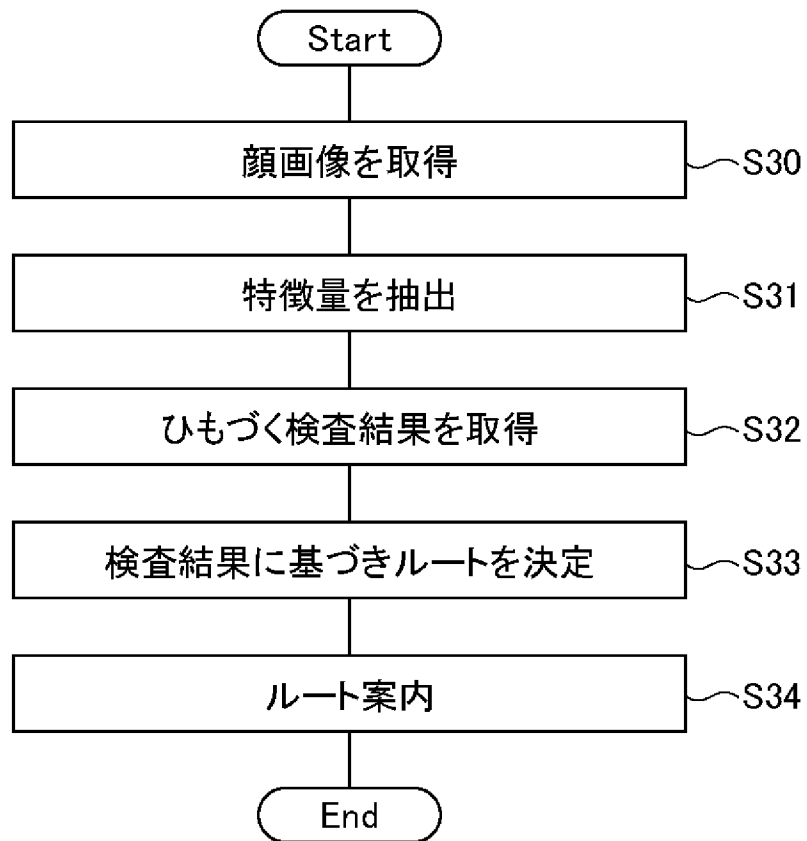 Start
顔画像を取得
S30
特徴量を抽出
S31
ひもづく検査結果を取得
S32
検査結果に基づきルートを決定
S33
ルート案内
S34
End